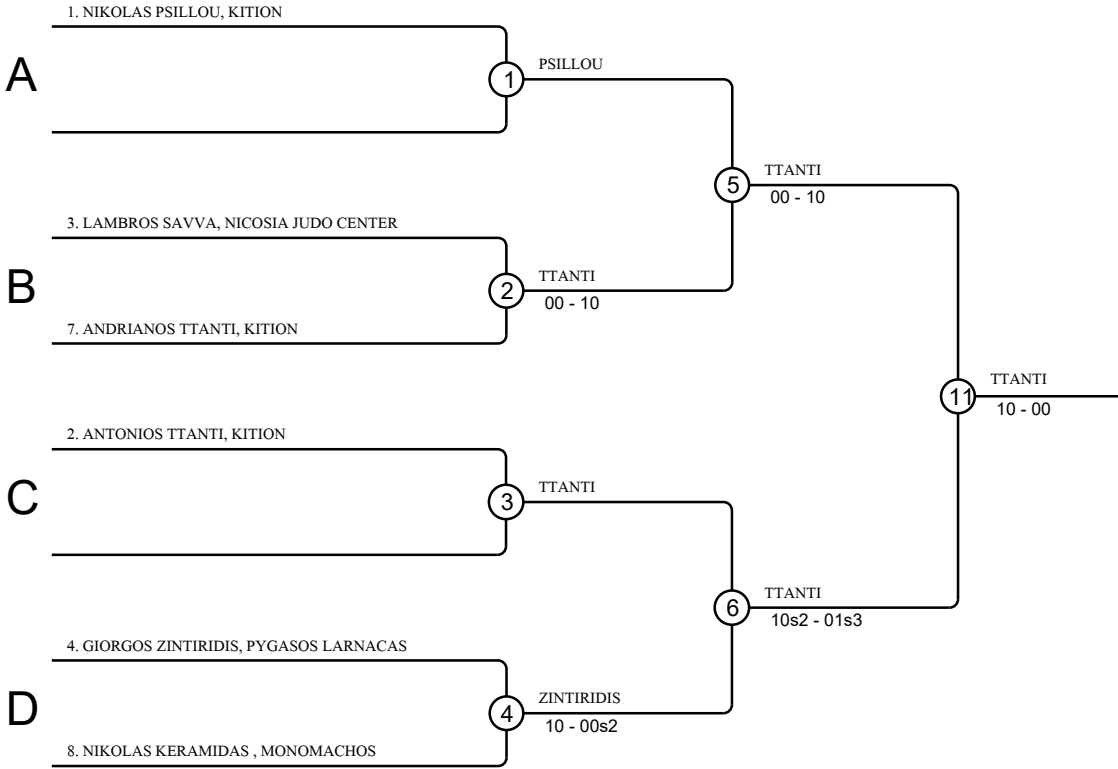 1. NIKOLAS PSILLOU, KITION
A
1
PSILLOU
5
TTANTI
00 - 10
3. LAMBROS SAVVA, NICOSIA JUDO CENTER
B
2
TTANTI
00 - 10
7. ANDRIANOS TTANTI, KITION
11
TTANTI
10 - 00
2. ANTONIOS TTANTI, KITION
C
3
TTANTI
6
TTANTI
10s2 - 01s3
4. GIORGOS ZINTIRIDIS, PYGASOS LARNACAS
D
4
ZINTIRIDIS
10 - 00s2
8. NIKOLAS KERAMIDAS , MONOMACHOS